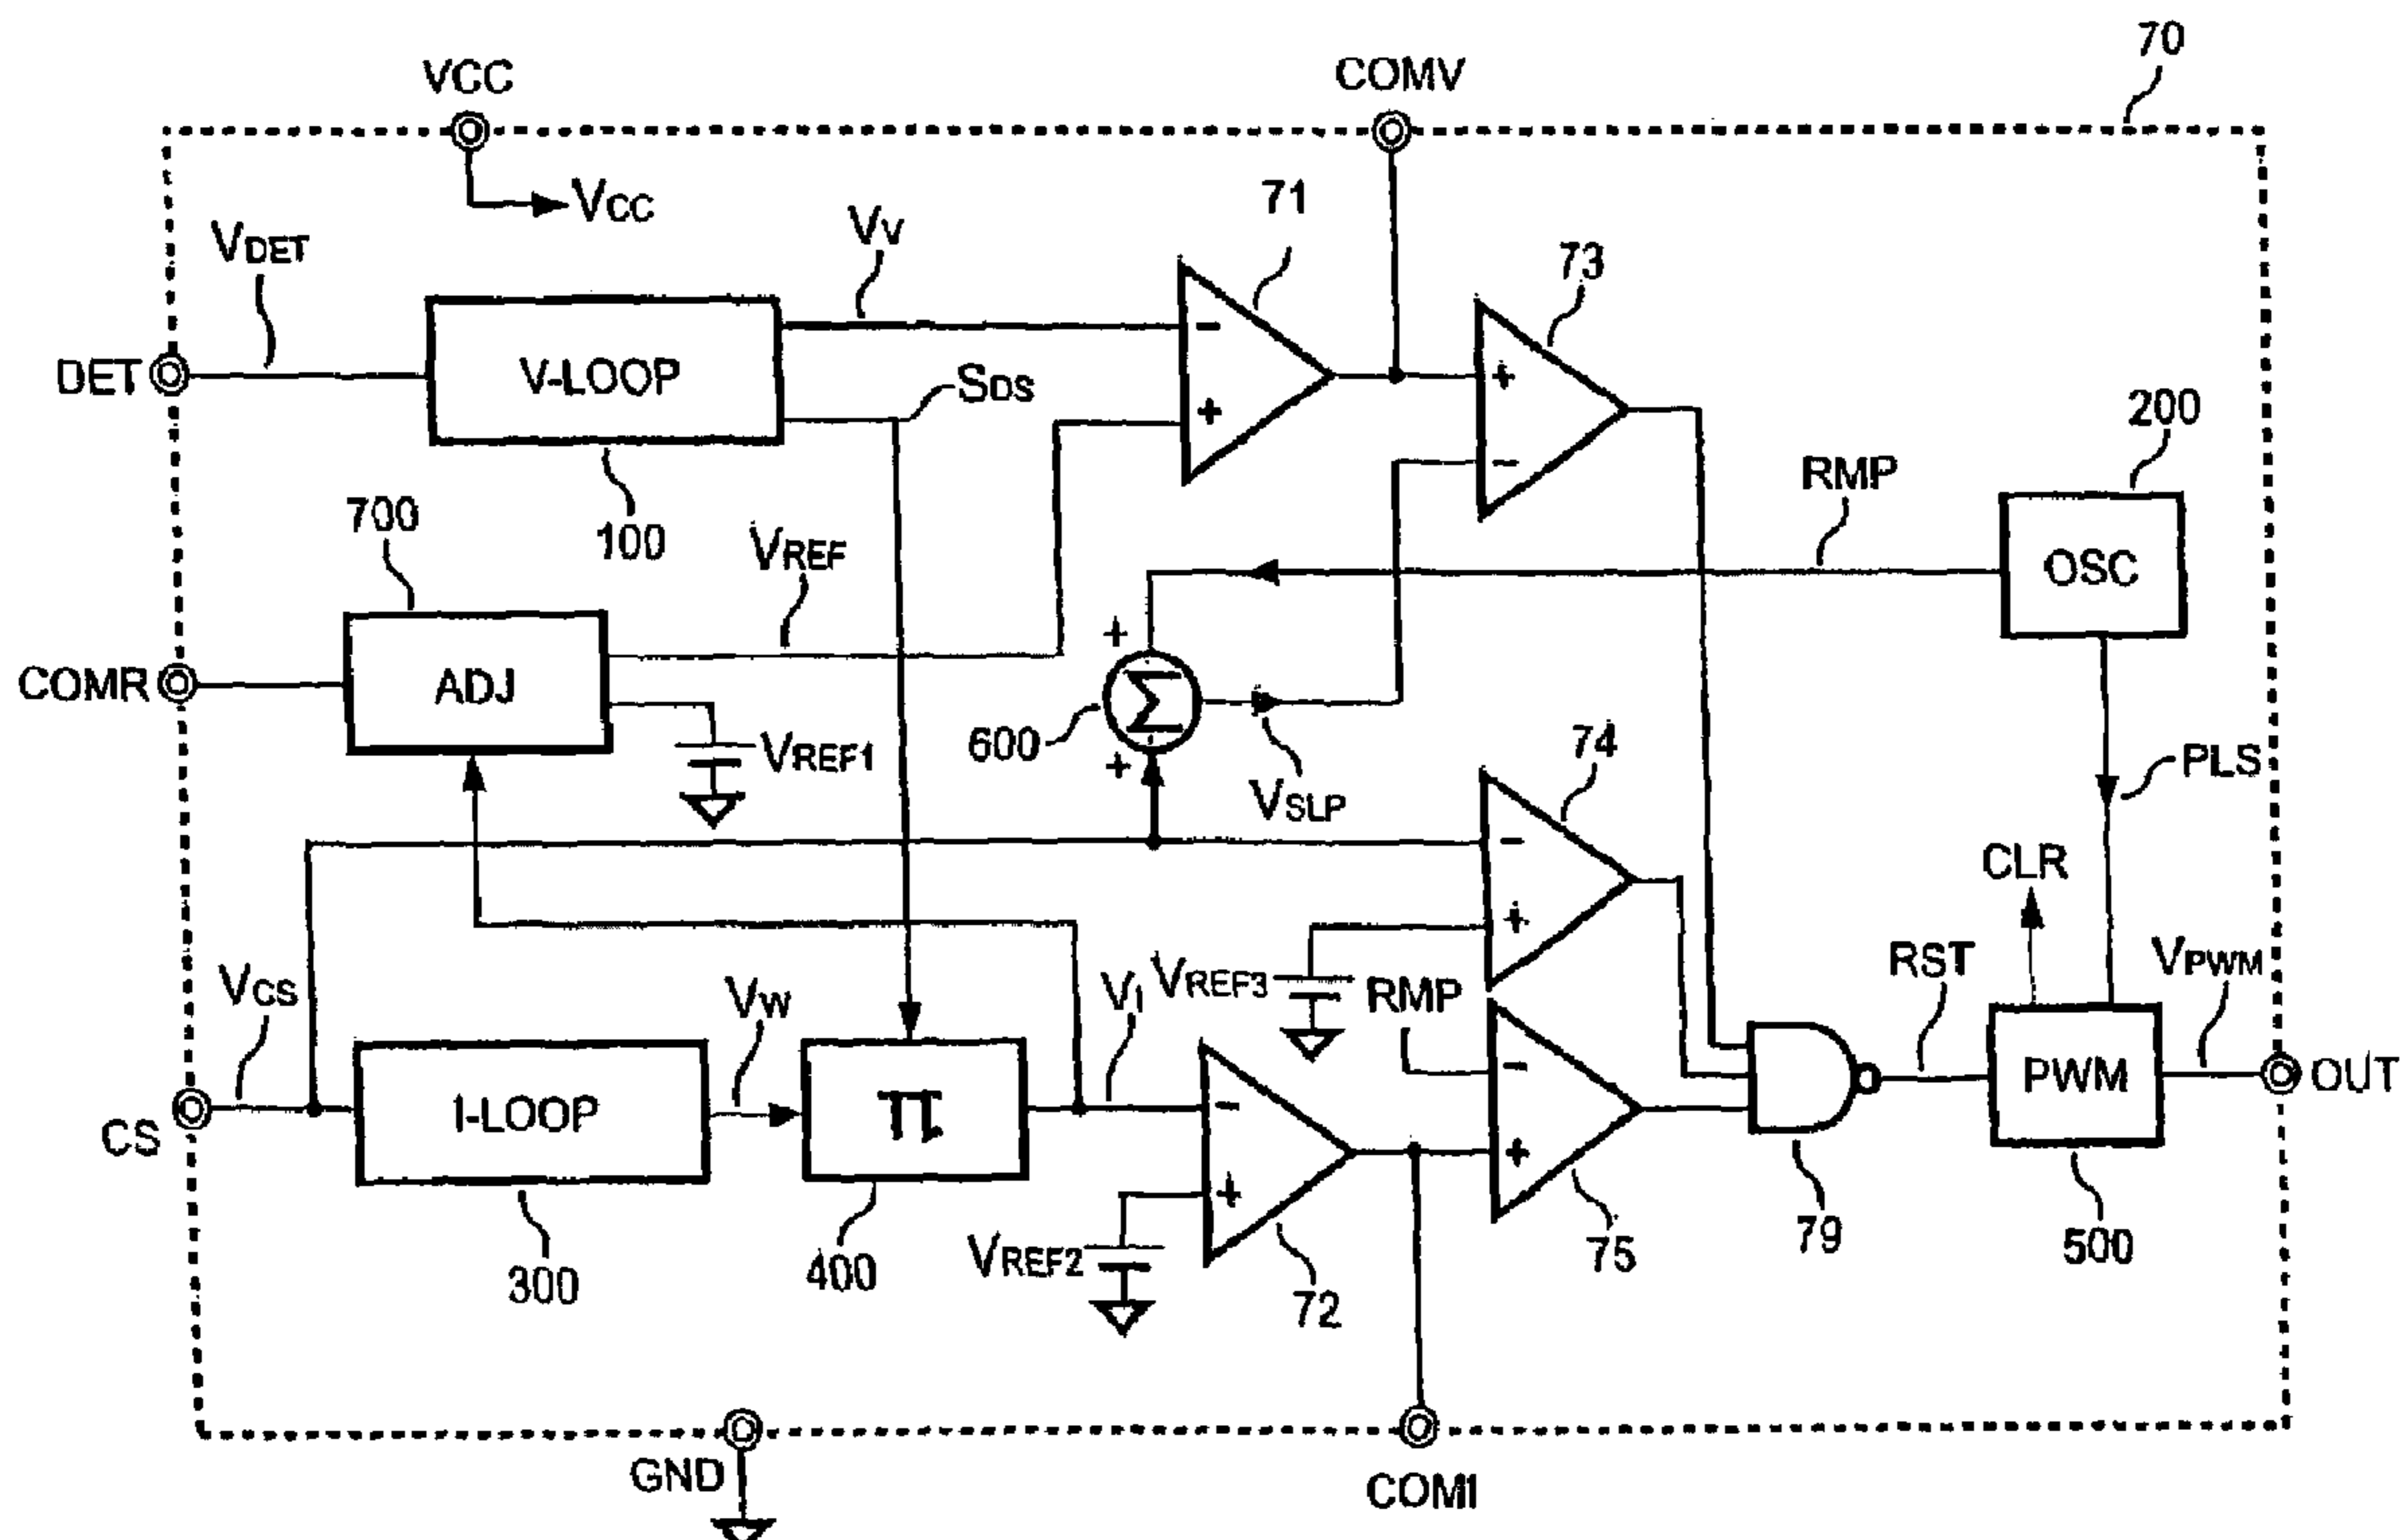 70
VCC
COMV
VCC
71
VDET
VV
73
DET
V-LOOP
SDS
-
+
+
-
200
RMP
OSC
700
100
VREF
COMR
ADJ
+
Σ
600
+
VREF1
VSLP
74
PLS
-
+
CLR
VCS
VW
VI
VREF3
RMP
RST
VPWM
CS
I-LOOP
π
-
+
-
+
PWM
OUT
300
400
VREF2
72
75
79
500
GND
COMI